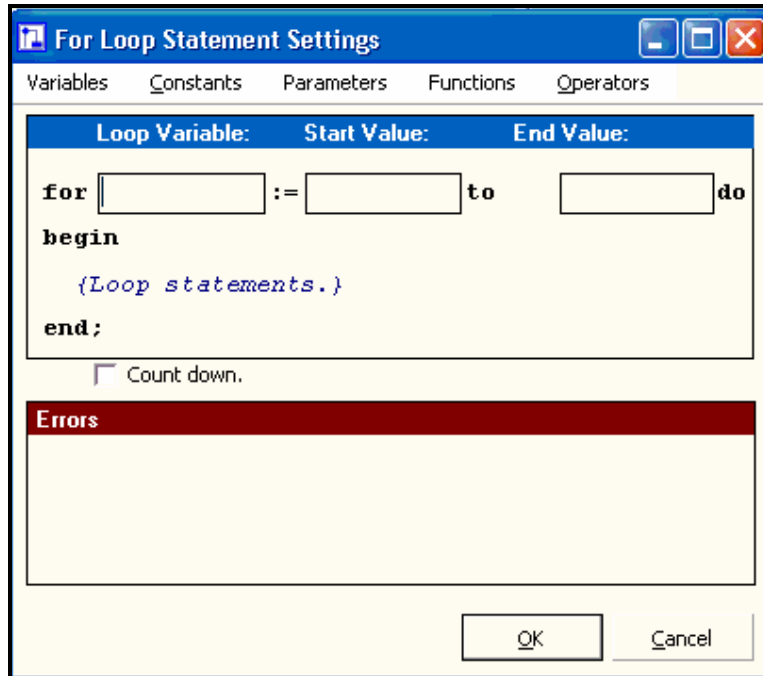 For Loop Statement Settings
Variables Constants Parameters Functions Operators
Loop Variable: Start Value: End Value:
for := to do
begin
{Loop statements.}
end;
Count down.
Errors
OK Cancel